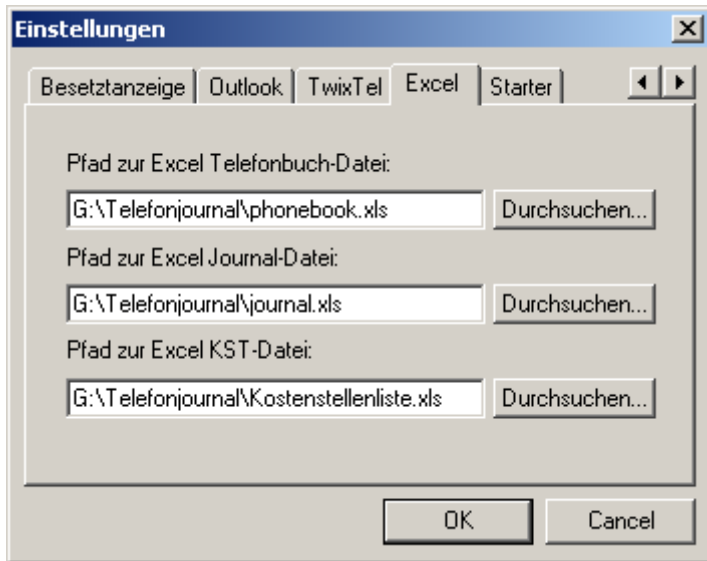 Einstellungen
Besetztanzeige Outlook TwixTel Excel Starter
Pfad zur Excel Telefonbuch-Datei:
G:\Telefonjournal\phonebook.xls Durchsuchen...
Pfad zur Excel Journal-Datei:
G:\Telefonjournal\journal.xls Durchsuchen...
Pfad zur Excel KST-Datei:
G:\Telefonjournal\Kostenstellenliste.xls Durchsuchen...
OK Cancel